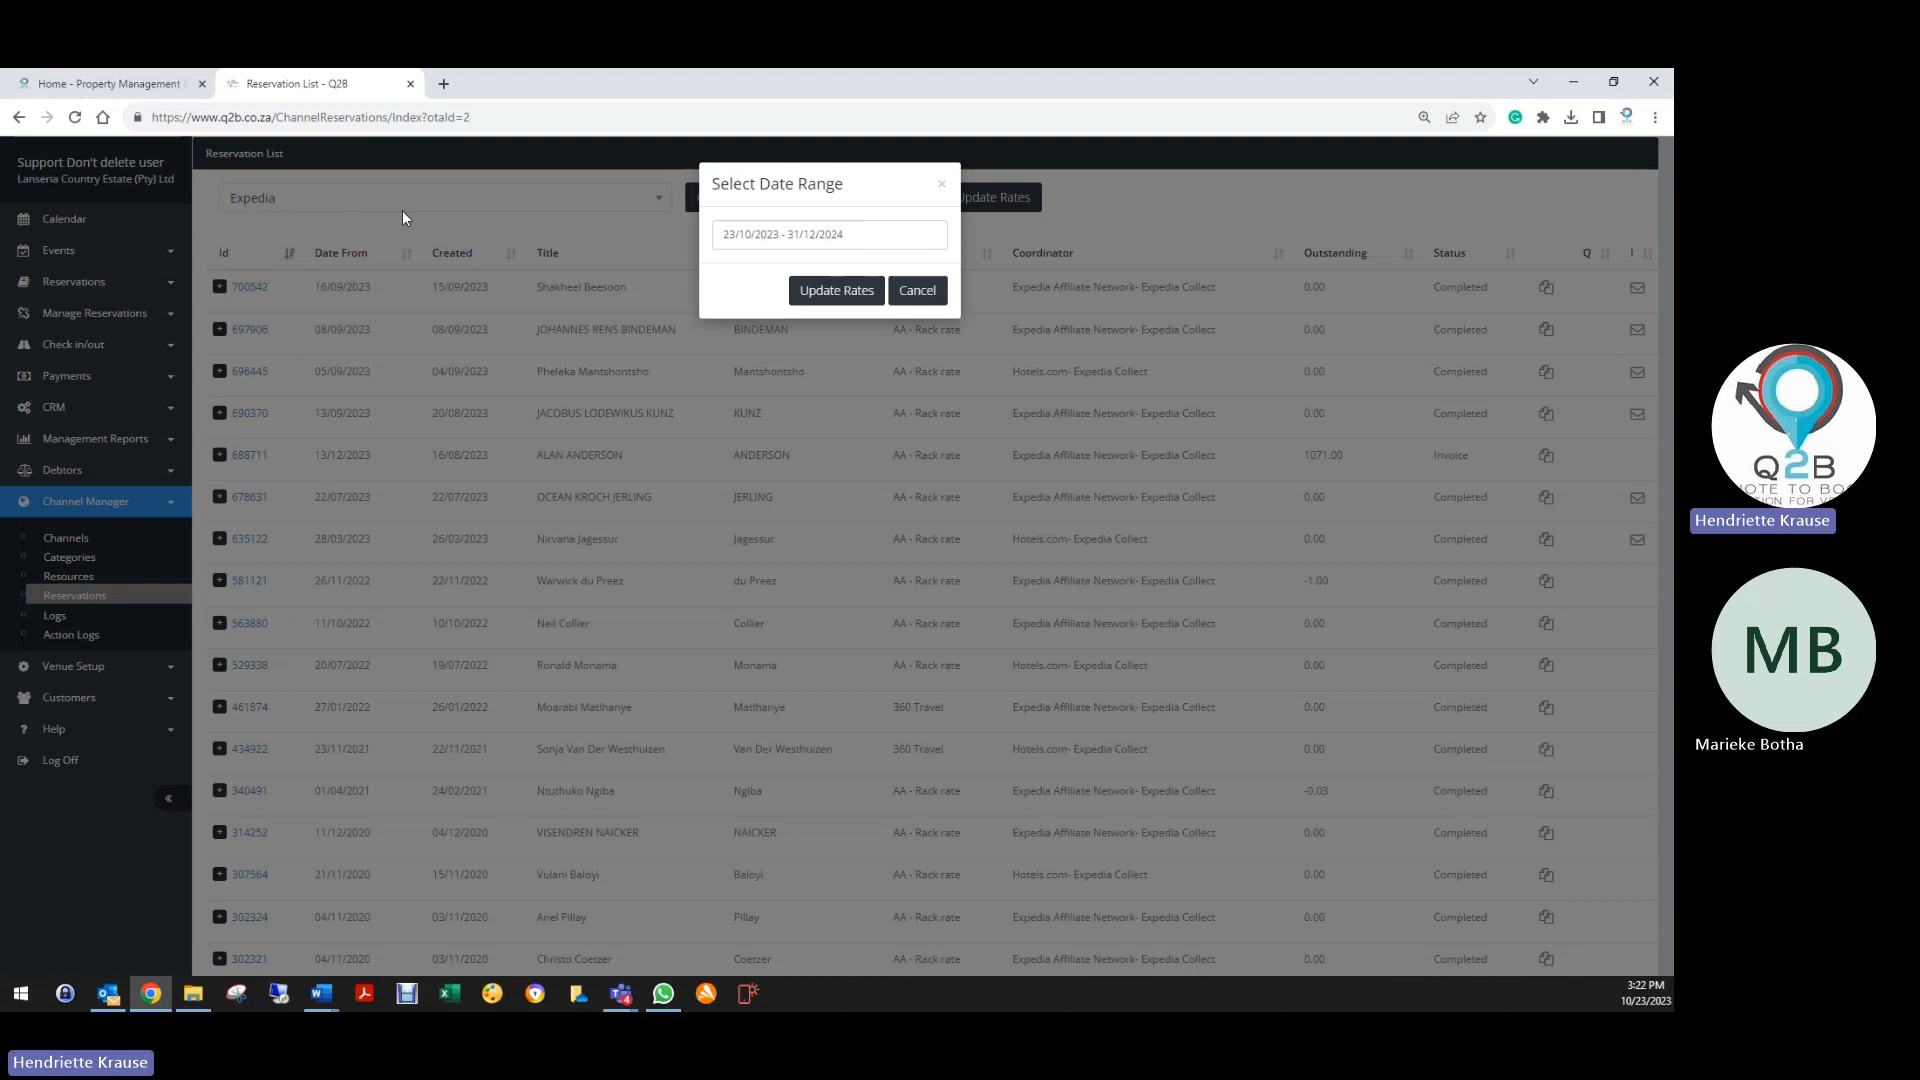 Home - Property Management
Reservation List - Q2B
https://www.q2b.co.za/ChannelReservations/Index?otaId=2
Support Don't delete user
Lanseria Country Estate (Pty) Ltd
Calendar
Events
Reservations
Manage Reservations
Check in/out
Payments
CRM
Management Reports
Debtors
Channel Manager
Channels
Categories
Resources
Reservations
Logs
Action Logs
Venue Setup
Customers
Help
Log Off
Reservation List
Expedia
Update Rates
Select Date Range
23/10/2023 - 31/12/2024
Update Rates Cancel
Id Date From Created Title Coordinator Outstanding Status Q I
700542 16/09/2023 15/09/2023 Shakheel Beesoon Expedia Affiliate Network- Expedia Collect 0.00 Completed
697906 08/09/2023 08/09/2023 JOHANNES RENS BINDEMAN BINDEMAN AA - Rack rate Expedia Affiliate Network- Expedia Collect 0.00 Completed
696445 05/09/2023 04/09/2023 Pheleka Mantshontsho Mantshontsho AA - Rack rate Hotels.com- Expedia Collect 0.00 Completed
690370 13/09/2023 20/08/2023 JACOBUS LODEWIKUS KUNZ KUNZ AA - Rack rate Expedia Affiliate Network- Expedia Collect 0.00 Completed
688711 13/12/2023 16/08/2023 ALAN ANDERSON ANDERSON AA - Rack rate Expedia Affiliate Network- Expedia Collect 1071.00 Invoice
678631 22/07/2023 22/07/2023 OCEAN KROCH JERLING JERLING AA - Rack rate Expedia Affiliate Network- Expedia Collect 0.00 Completed
635122 28/03/2023 26/03/2023 Nirvana Jagessur Jagessur AA - Rack rate Hotels.com- Expedia Collect 0.00 Completed
581121 26/11/2022 22/11/2022 Warwick du Preez du Preez AA - Rack rate Expedia Affiliate Network- Expedia Collect -1.00 Completed
563880 11/10/2022 10/10/2022 Neil Collier Collier AA - Rack rate Expedia Affiliate Network- Expedia Collect 0.00 Completed
529338 20/07/2022 19/07/2022 Ronald Monama Monama AA - Rack rate Hotels.com- Expedia Collect 0.00 Completed
461874 27/01/2022 26/01/2022 Moarabi Matlhanye Matlhanye 360 Travel Expedia Affiliate Network- Expedia Collect 0.00 Completed
434922 23/11/2021 22/11/2021 Sonja Van Der Westhuizen Van Der Westhuizen 360 Travel Hotels.com- Expedia Collect 0.00 Completed
340491 01/04/2021 24/02/2021 Ntuthuko Ngiba Ngiba AA - Rack rate Expedia Affiliate Network- Expedia Collect -0.03 Completed
314252 11/12/2020 04/12/2020 VISENDREN NAICKER NAICKER AA - Rack rate Expedia Affiliate Network- Expedia Collect 0.00 Completed
307564 21/11/2020 15/11/2020 Vulani Baloyi Baloyi AA - Rack rate Hotels.com- Expedia Collect 0.00 Completed
302324 04/11/2020 03/11/2020 Anel Pillay Pillay AA - Rack rate Expedia Affiliate Network- Expedia Collect 0.00 Completed
302321 04/11/2020 03/11/2020 Christo Coetzer Coetzer AA - Rack rate Expedia Affiliate Network- Expedia Collect 0.00 Completed
3:22 PM
10/23/2023
Q2B
Hendriette Krause
MB
Marieke Botha
Hendriette Krause